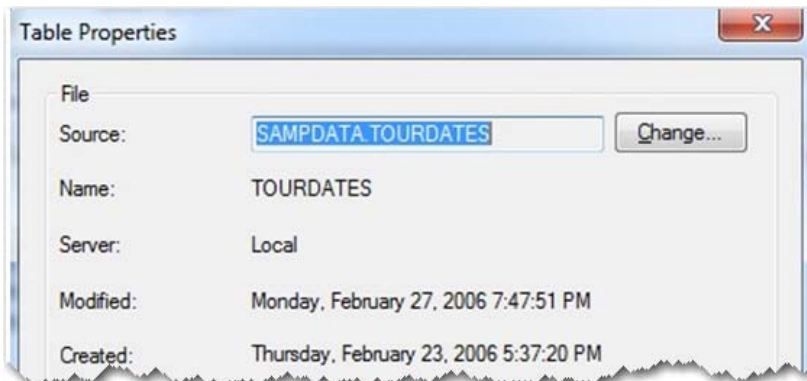 Table Properties
File
Source: SAMPDATA.TOURDATES Change...
Name: TOURDATES
Server: Local
Modified: Monday, February 27, 2006 7:47:51 PM
Created: Thursday, February 23, 2006 5:37:20 PM